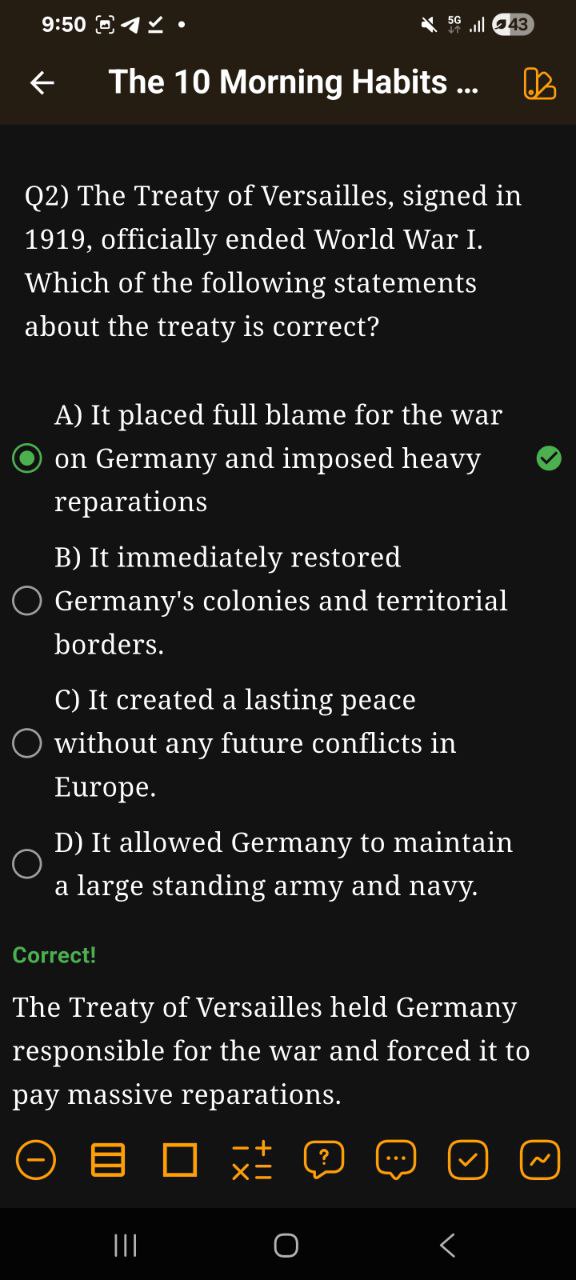 9:50
5G
43
The 10 Morning Habits ...
Q2) The Treaty of Versailles, signed in
1919, officially ended World War I.
Which of the following statements
about the treaty is correct?
A) It placed full blame for the war
on Germany and imposed heavy
reparations
B) It immediately restored
Germany's colonies and territorial
borders.
C) It created a lasting peace
without any future conflicts in
Europe.
D) It allowed Germany to maintain
a large standing army and navy.
Correct!
The Treaty of Versailles held Germany
responsible for the war and forced it to
pay massive reparations.